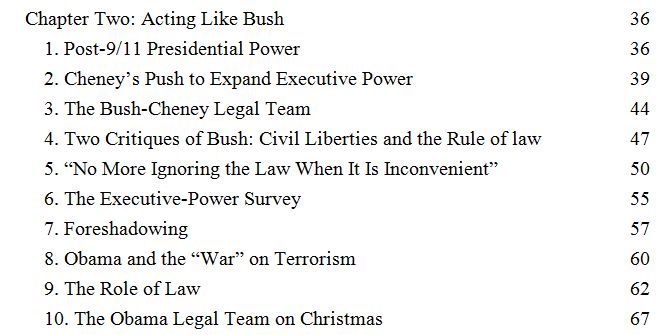 Chapter Two: Acting Like Bush 36
1. Post-9/11 Presidential Power 36
2. Cheney’s Push to Expand Executive Power 39
3. The Bush-Cheney Legal Team 44
4. Two Critiques of Bush: Civil Liberties and the Rule of law 47
5. “No More Ignoring the Law When It Is Inconvenient” 50
6. The Executive-Power Survey 55
7. Foreshadowing 57
8. Obama and the “War” on Terrorism 60
9. The Role of Law 62
10. The Obama Legal Team on Christmas 67